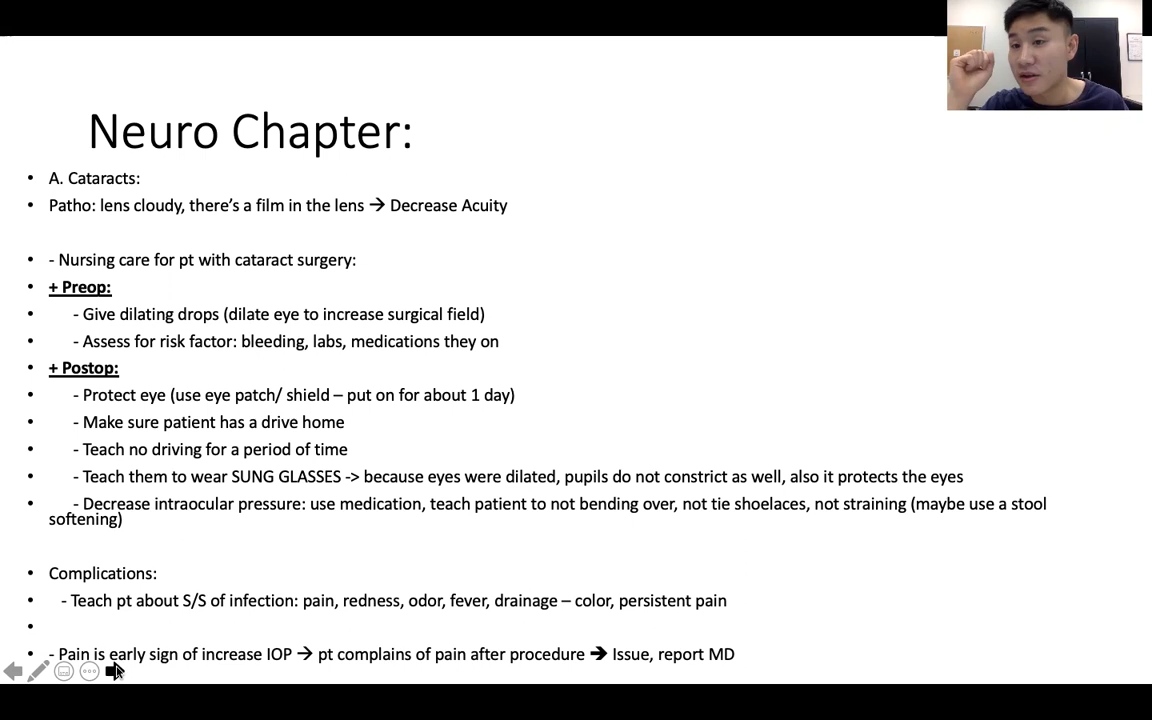 Neuro Chapter:
• A. Cataracts:
• Patho: lens cloudy, there's a film in the lens → Decrease Acuity
• - Nursing care for pt with cataract surgery:
• + Preop:
• - Give dilating drops (dilate eye to increase surgical field)
• - Assess for risk factor: bleeding, labs, medications they on
• + Postop:
• - Protect eye (use eye patch/ shield – put on for about 1 day)
• - Make sure patient has a drive home
• - Teach no driving for a period of time
• - Teach them to wear SUNG GLASSES -> because eyes were dilated, pupils do not constrict as well, also it protects the eyes
• - Decrease intraocular pressure: use medication, teach patient to not bending over, not tie shoelaces, not straining (maybe use a stool
softening)
• Complications:
• - Teach pt about S/S of infection: pain, redness, odor, fever, drainage – color, persistent pain
•
• - Pain is early sign of increase IOP → pt complains of pain after procedure → Issue, report MD